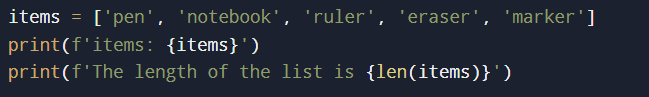 items = ['pen', 'notebook', 'ruler', 'eraser', 'marker']
print(f'items: {items}')
print(f'The length of the list is {len(items)}')